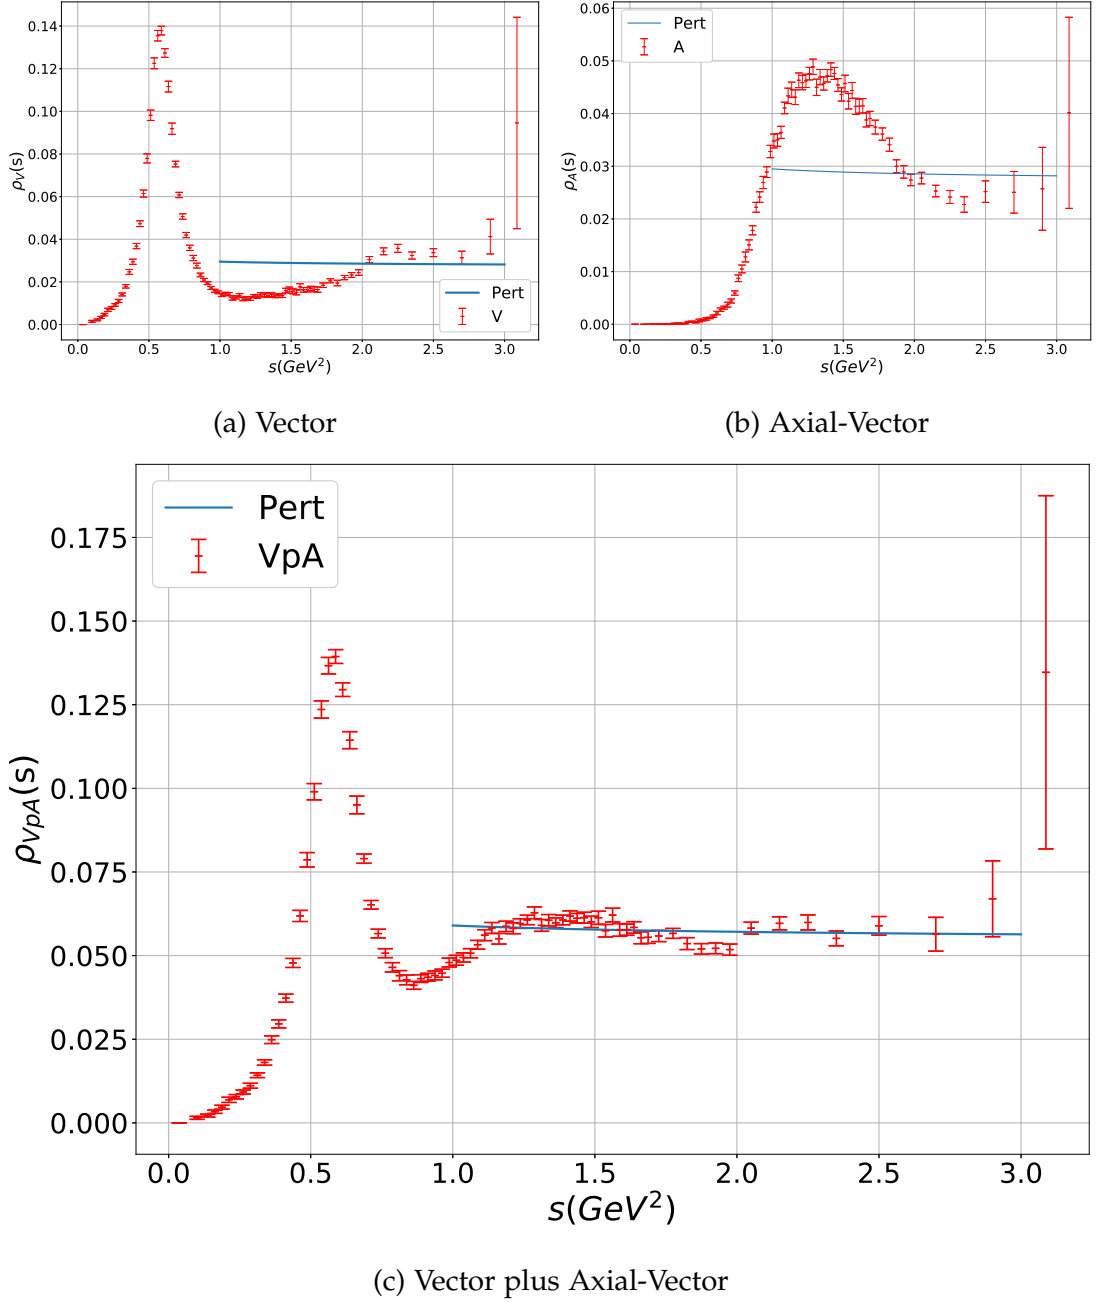 0.14
0.12
0.10
0.08
0.06
0.04
0.02
0.00
ρ_V(s)
Pert
V
0.0 0.5 1.0 1.5 2.0 2.5 3.0
s(GeV²)
(a) Vector
0.06
0.05
0.04
0.03
0.02
0.01
0.00
ρ_A(s)
Pert
A
0.0 0.5 1.0 1.5 2.0 2.5 3.0
s(GeV²)
(b) Axial-Vector
0.175
0.150
0.125
0.100
0.075
0.050
0.025
0.000
ρ_VpA(s)
Pert
VpA
0.0 0.5 1.0 1.5 2.0 2.5 3.0
s(GeV²)
(c) Vector plus Axial-Vector